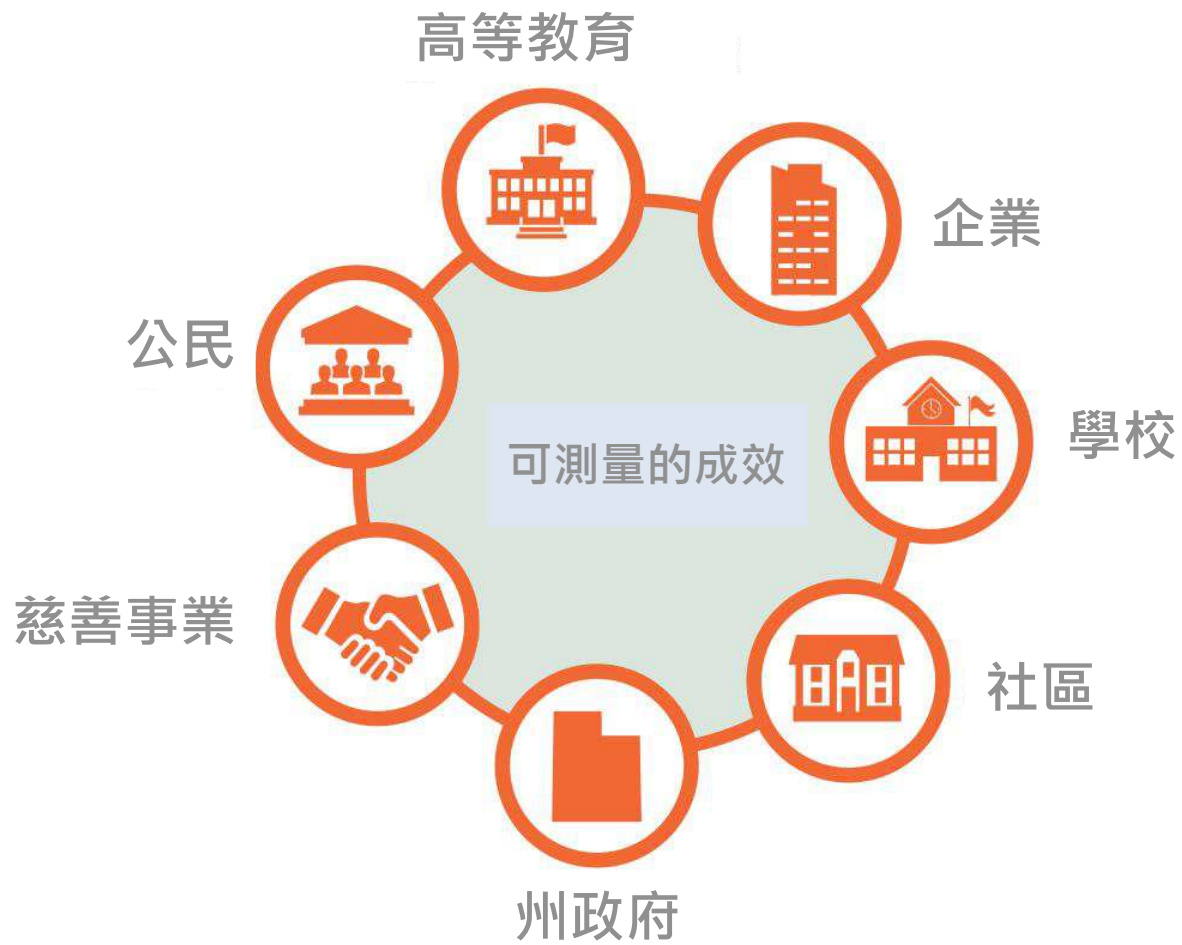 高等教育
企業
公民
學校
可測量的成效
慈善事業
社區
州政府